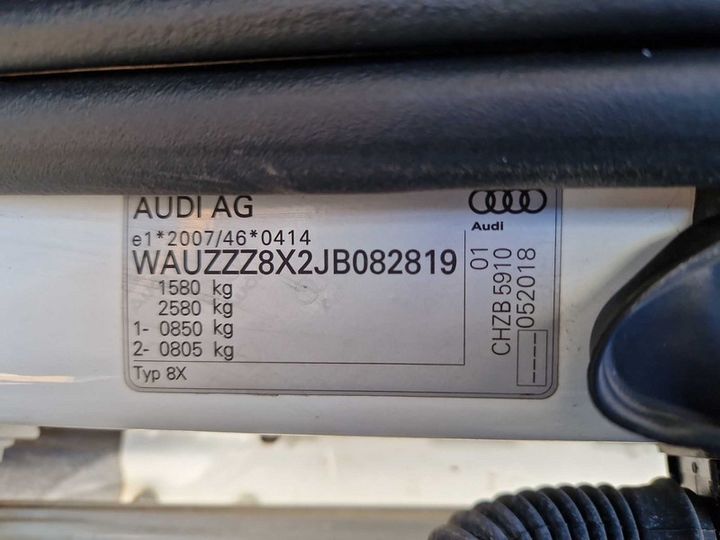 AUDI AG
Audi
e1*2007/46*0414
WAUZZZ8X2JB082819
1580 kg
2580 kg
1- 0850 kg
2- 0805 kg
Typ 8X
01
CHZB 5910
052018
----